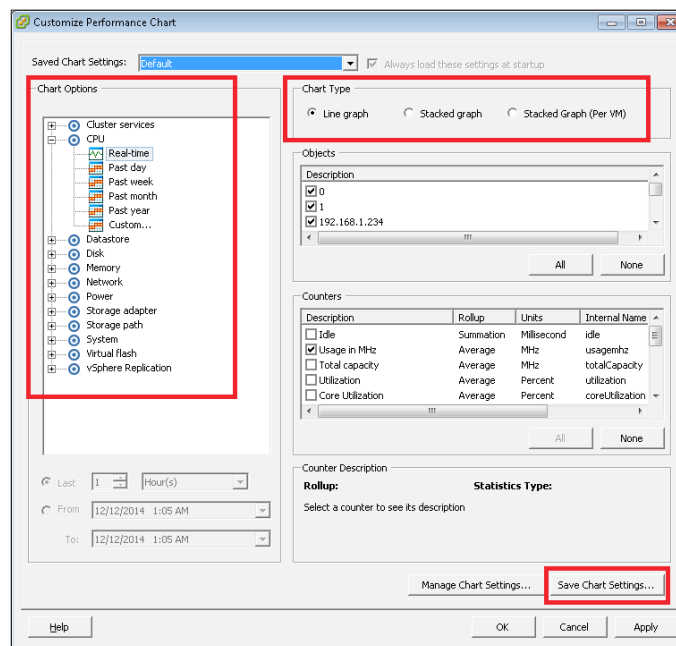 Customize Performance Chart
Saved Chart Settings: Default Always load these settings at startup
Chart Options
Cluster services
CPU
Real-time
Past day
Past week
Past month
Past year
Custom...
Datastore
Disk
Memory
Network
Power
Storage adapter
Storage path
System
Virtual flash
vSphere Replication
Last 1 Hour(s)
From 12/12/2014 1:05 AM
To: 12/12/2014 1:05 AM
Chart Type
Line graph Stacked graph Stacked Graph (Per VM)
Objects
Description
0
1
192.168.1.234
All None
Counters
Description Rollup Units Internal Name
Idle Summation Millisecond idle
Usage in MHz Average MHz usagemhz
Total capacity Average MHz totalCapacity
Utilization Average Percent utilization
Core Utilization Average Percent coreUtilization
All None
Counter Description
Rollup: Statistics Type:
Select a counter to see its description
Manage Chart Settings... Save Chart Settings...
Help OK Cancel Apply